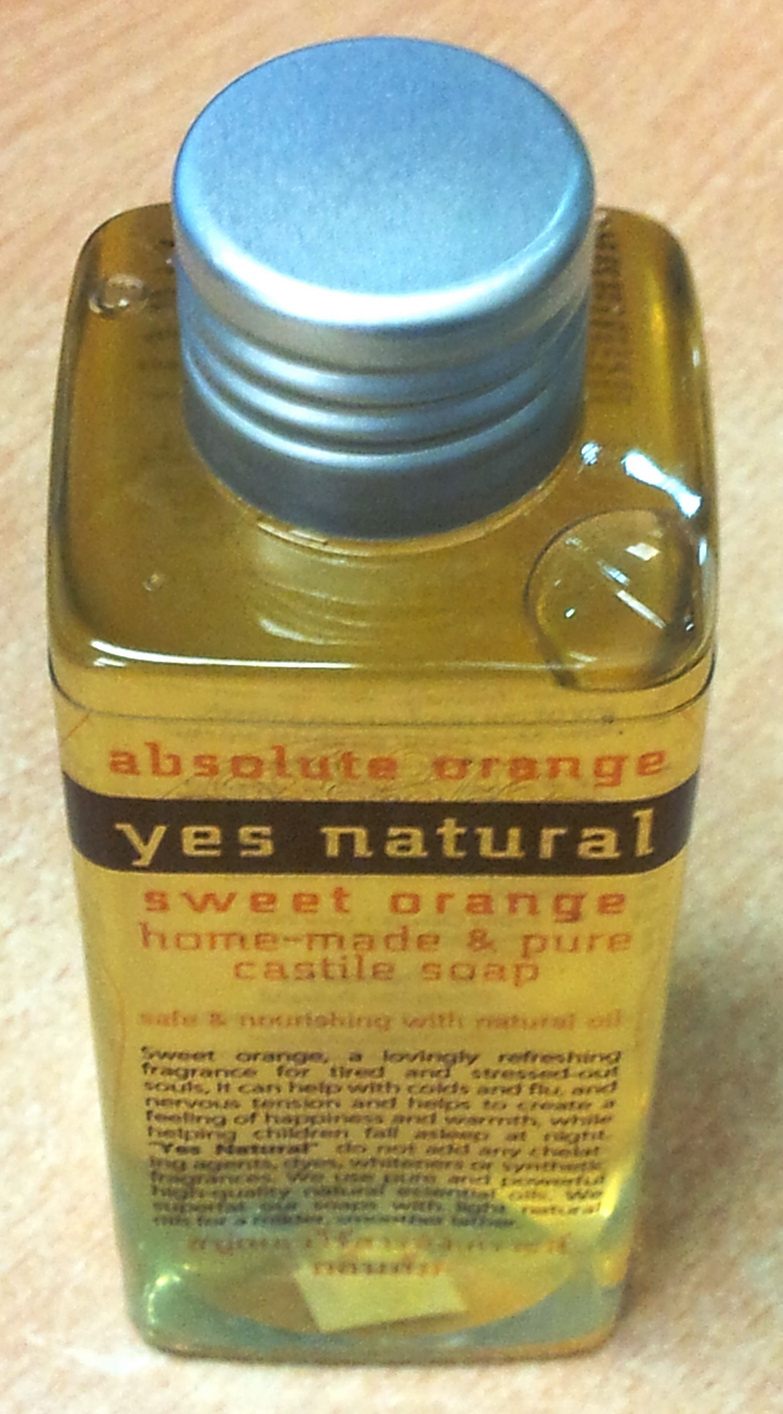 absolute orange
yes natural
sweet orange
home-made & pure
castile soap
safe & nourishing with natural oil
Sweet orange, a lovingly refreshing
fragrance for tired and stressed-out
souls, it can help with colds and flu, and
nervous tension and helps to create a
feeling of happiness and warmth, while
helping children fall asleep at night.
"Yes Natural" do not add any chelat-
ing agents, dyes, whiteners or synthetic
fragrances. We use pure and powerful
high-quality natural essential oils. We
superfat our soaps with light natural
oils for a milder, smoother lather.